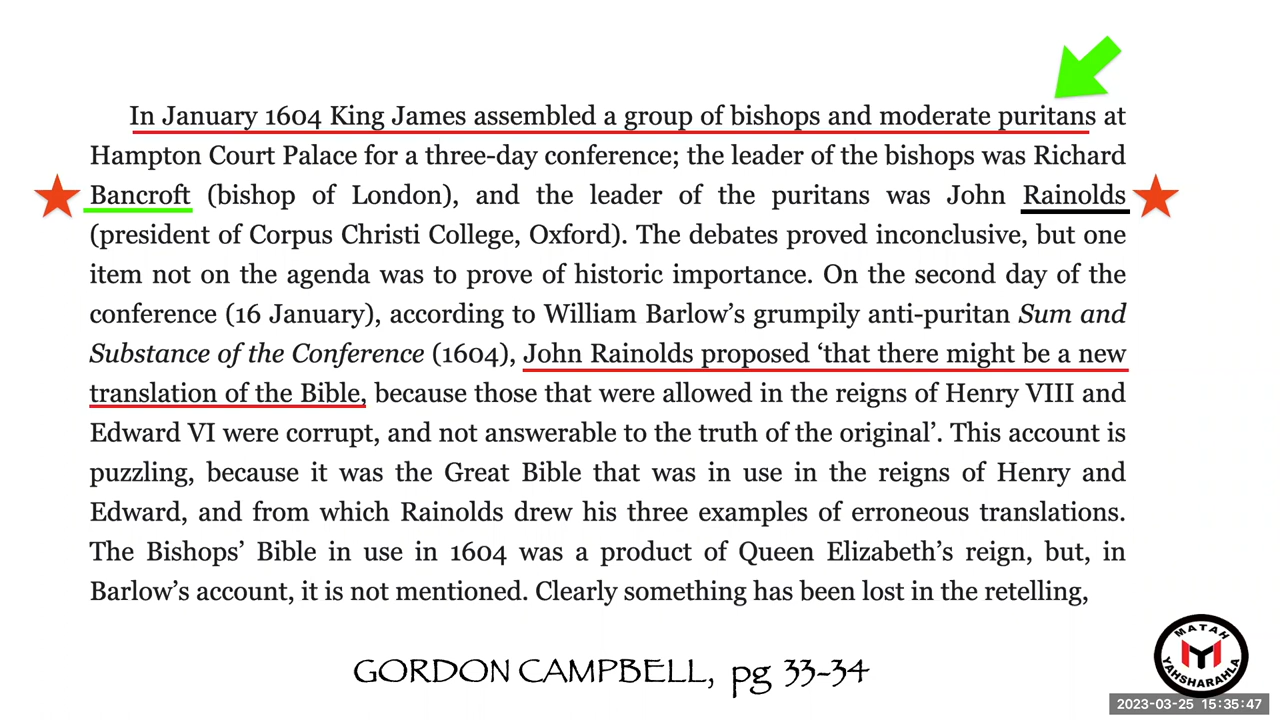 In January 1604 King James assembled a group of bishops and moderate puritans at
Hampton Court Palace for a three-day conference; the leader of the bishops was Richard
Bancroft (bishop of London), and the leader of the puritans was John Rainolds
(president of Corpus Christi College, Oxford). The debates proved inconclusive, but one
item not on the agenda was to prove of historic importance. On the second day of the
conference (16 January), according to William Barlow’s grumpily anti-puritan Sum and
Substance of the Conference (1604), John Rainolds proposed ‘that there might be a new
translation of the Bible, because those that were allowed in the reigns of Henry VIII and
Edward VI were corrupt, and not answerable to the truth of the original’. This account is
puzzling, because it was the Great Bible that was in use in the reigns of Henry and
Edward, and from which Rainolds drew his three examples of erroneous translations.
The Bishops’ Bible in use in 1604 was a product of Queen Elizabeth’s reign, but, in
Barlow’s account, it is not mentioned. Clearly something has been lost in the retelling,
GORDON CAMPBELL, pg 33-34
MATAH
YAHSHARAHLA
2023-03-25 15:35:47